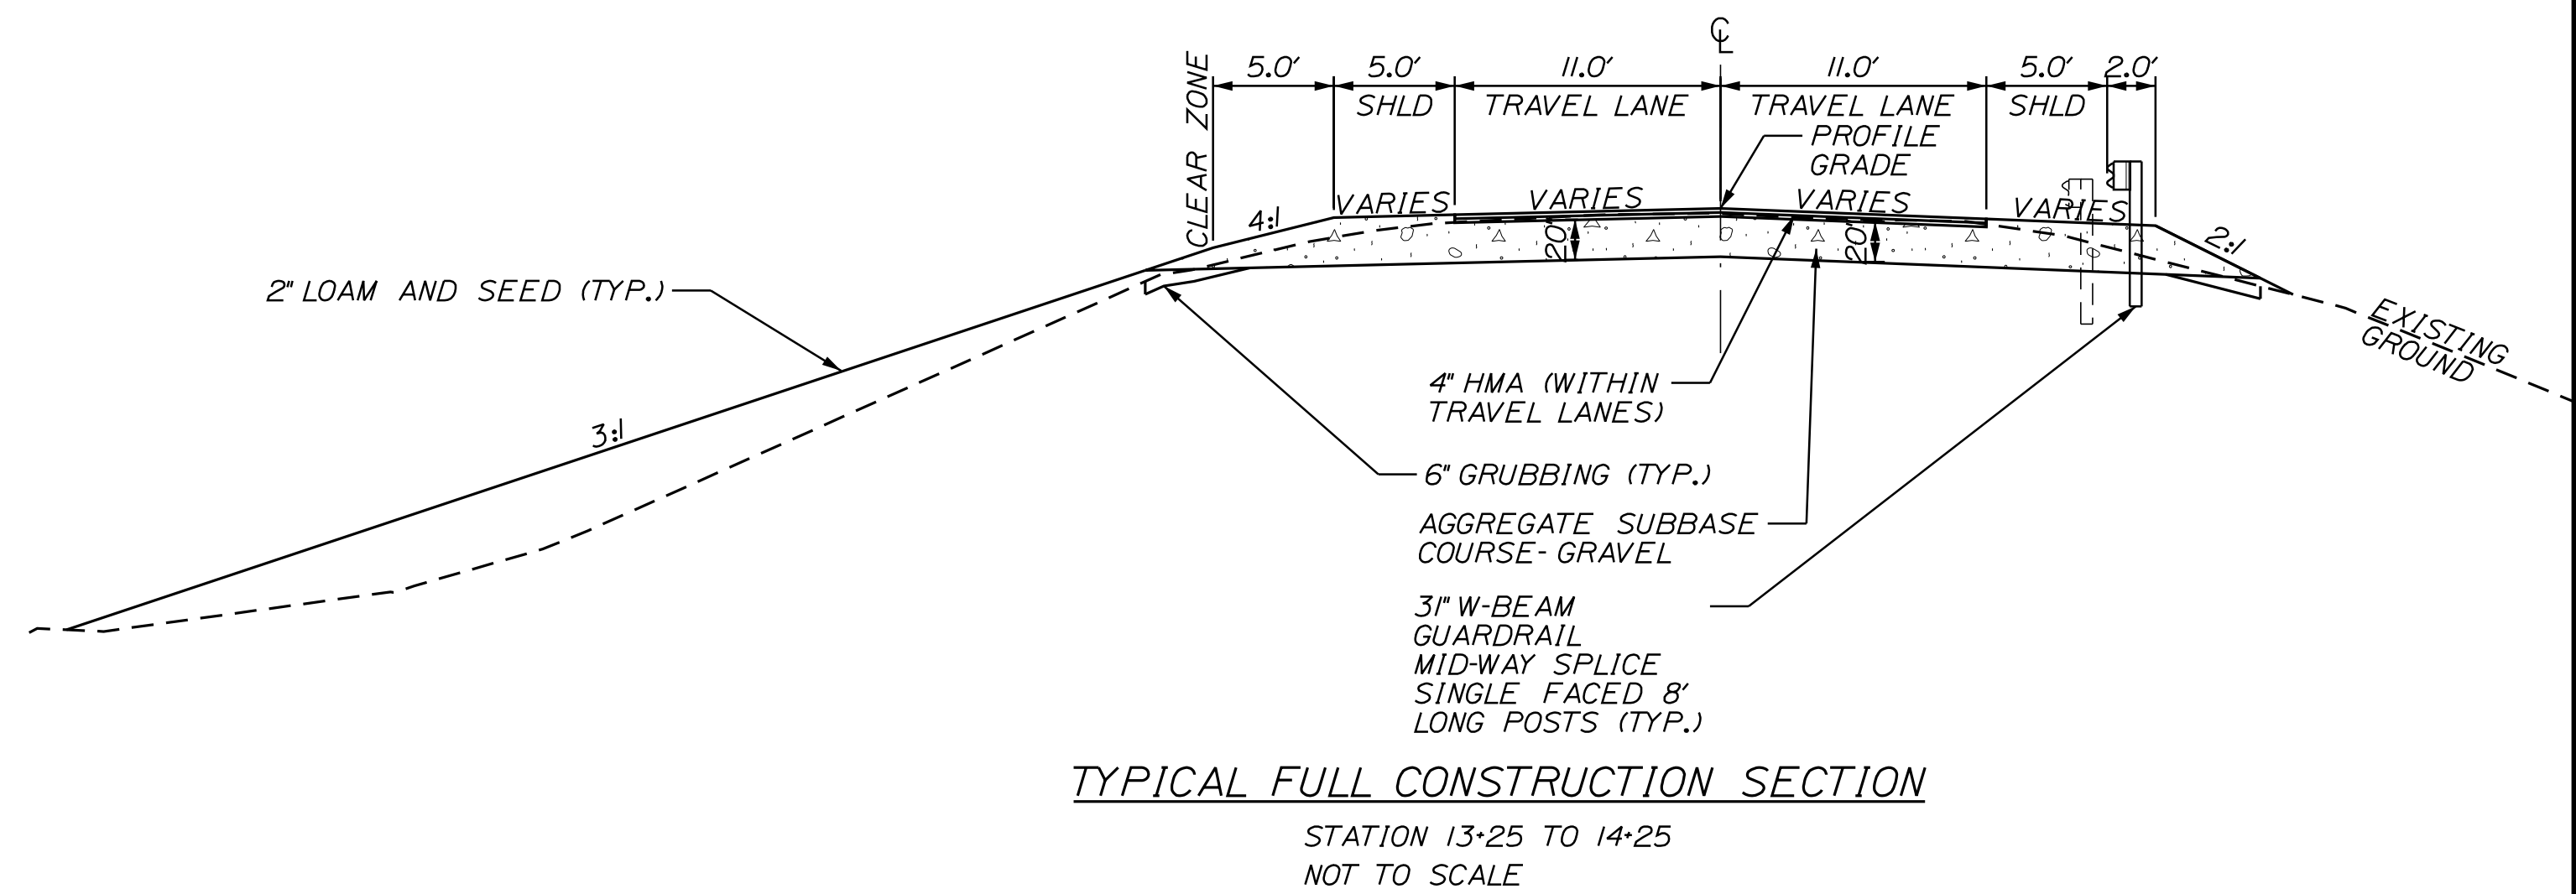 ℄
5.0'
5.0'
11.0'
11.0'
5.0'
2.0'
CLEAR ZONE
SHLD
TRAVEL LANE
TRAVEL LANE
SHLD
PROFILE
GRADE
VARIES
VARIES
VARIES
VARIES
4:1
2:1
20"
20"
2" LOAM AND SEED (TYP.)
3:1
EXISTING
GROUND
4" HMA (WITHIN
TRAVEL LANES)
6" GRUBBING (TYP.)
AGGREGATE SUBBASE
COURSE- GRAVEL
31" W-BEAM
GUARDRAIL
MID-WAY SPLICE
SINGLE FACED 8'
LONG POSTS (TYP.)
TYPICAL FULL CONSTRUCTION SECTION
STATION 13+25 TO 14+25
NOT TO SCALE